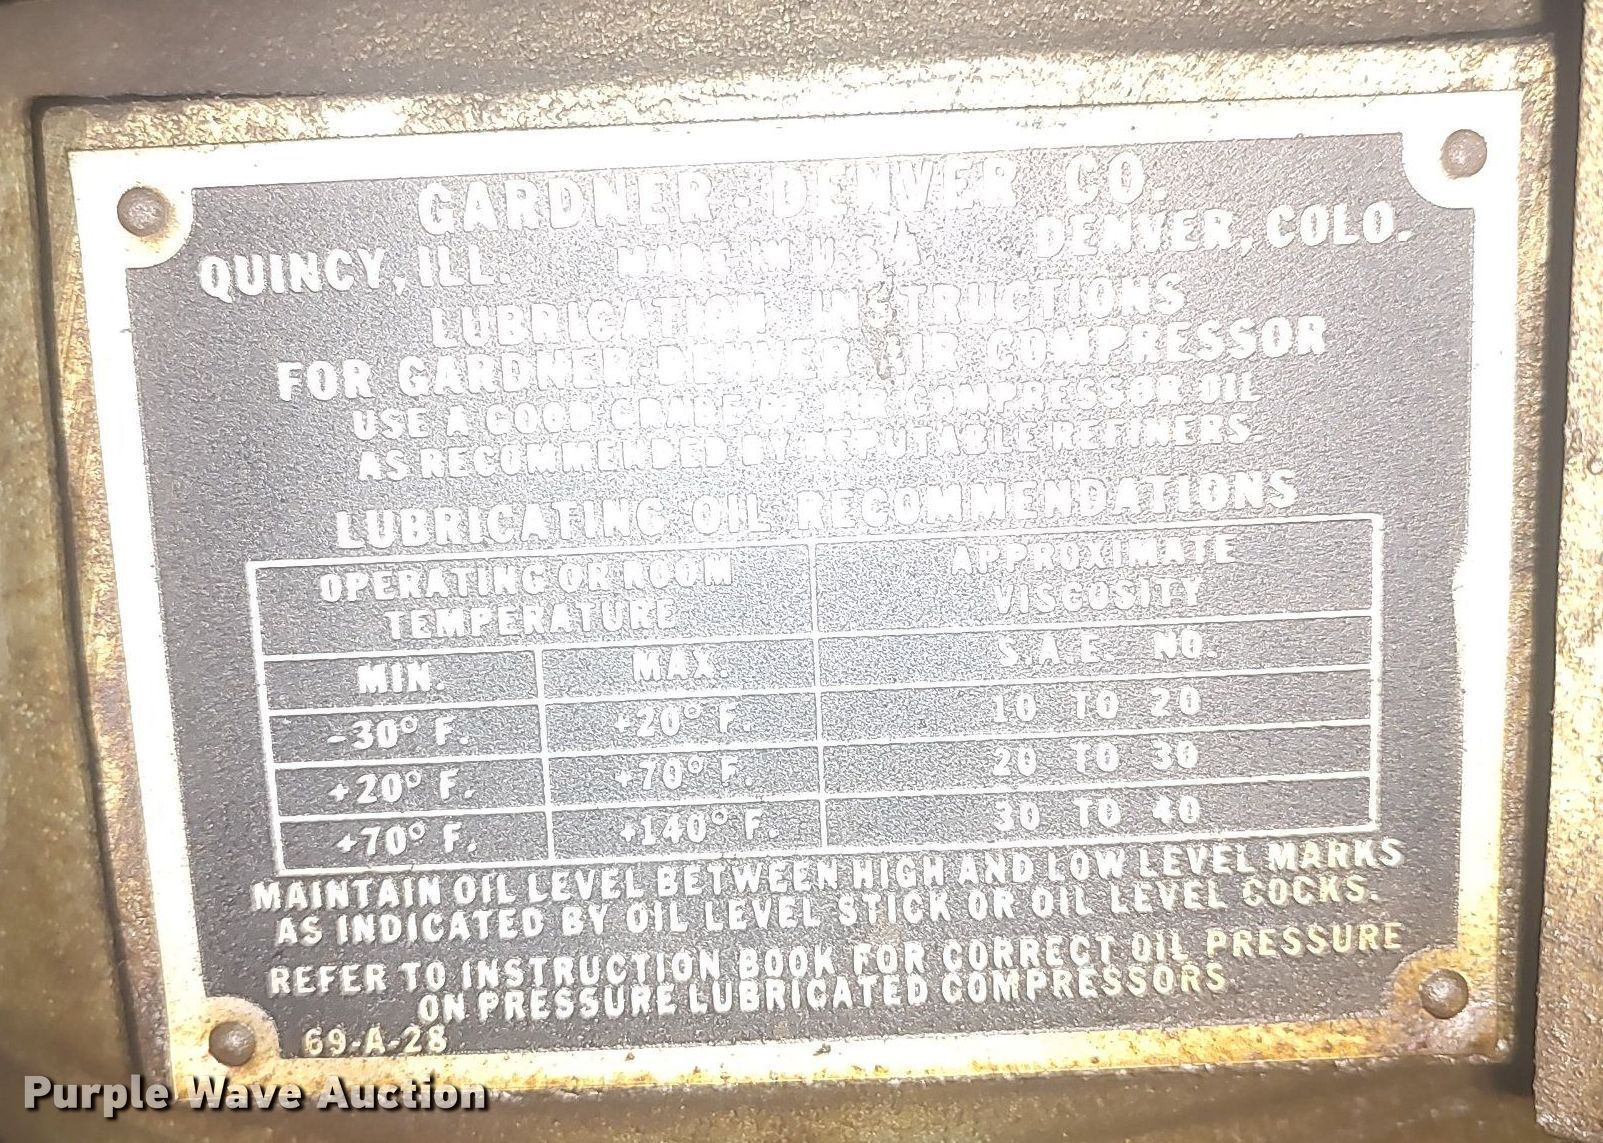 GARDNER-DENVER CO.
QUINCY, ILL. MADE IN U.S.A. DENVER, COLO.
LUBRICATION INSTRUCTIONS
FOR GARDNER-DENVER AIR COMPRESSOR
USE A GOOD GRADE OF AIR COMPRESSOR OIL
AS RECOMMENDED BY REPUTABLE REFINERS
LUBRICATING OIL RECOMMENDATIONS
OPERATING OR ROOM TEMPERATURE APPROXIMATE VISCOSITY
MIN. MAX. S.A.E. NO.
-30° F. +20° F. 10 TO 20
+20° F. +70° F. 20 TO 30
+70° F. +140° F. 30 TO 40
MAINTAIN OIL LEVEL BETWEEN HIGH AND LOW LEVEL MARKS
AS INDICATED BY OIL LEVEL STICK OR OIL LEVEL COCKS.
REFER TO INSTRUCTION BOOK FOR CORRECT OIL PRESSURE
ON PRESSURE LUBRICATED COMPRESSORS
69-A-28
Purple Wave Auction